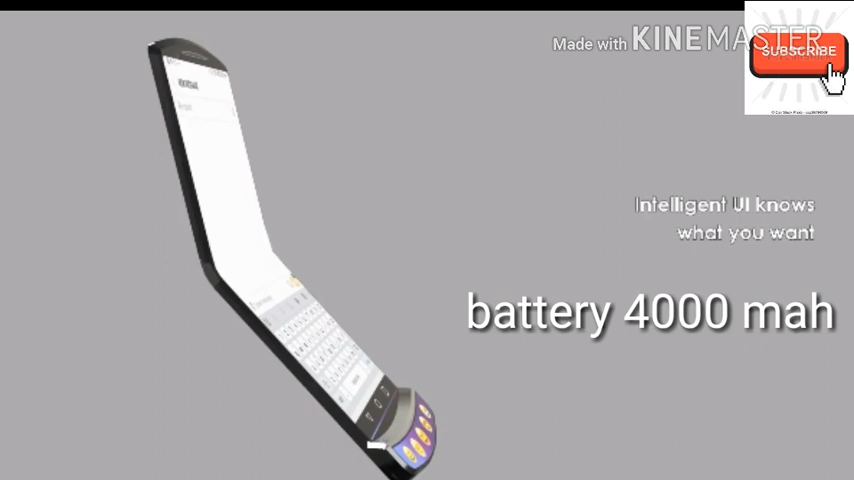 Made with KINEMASTER
SUBSCRIBE
Intelligent UI knows
what you want
battery 4000 mah